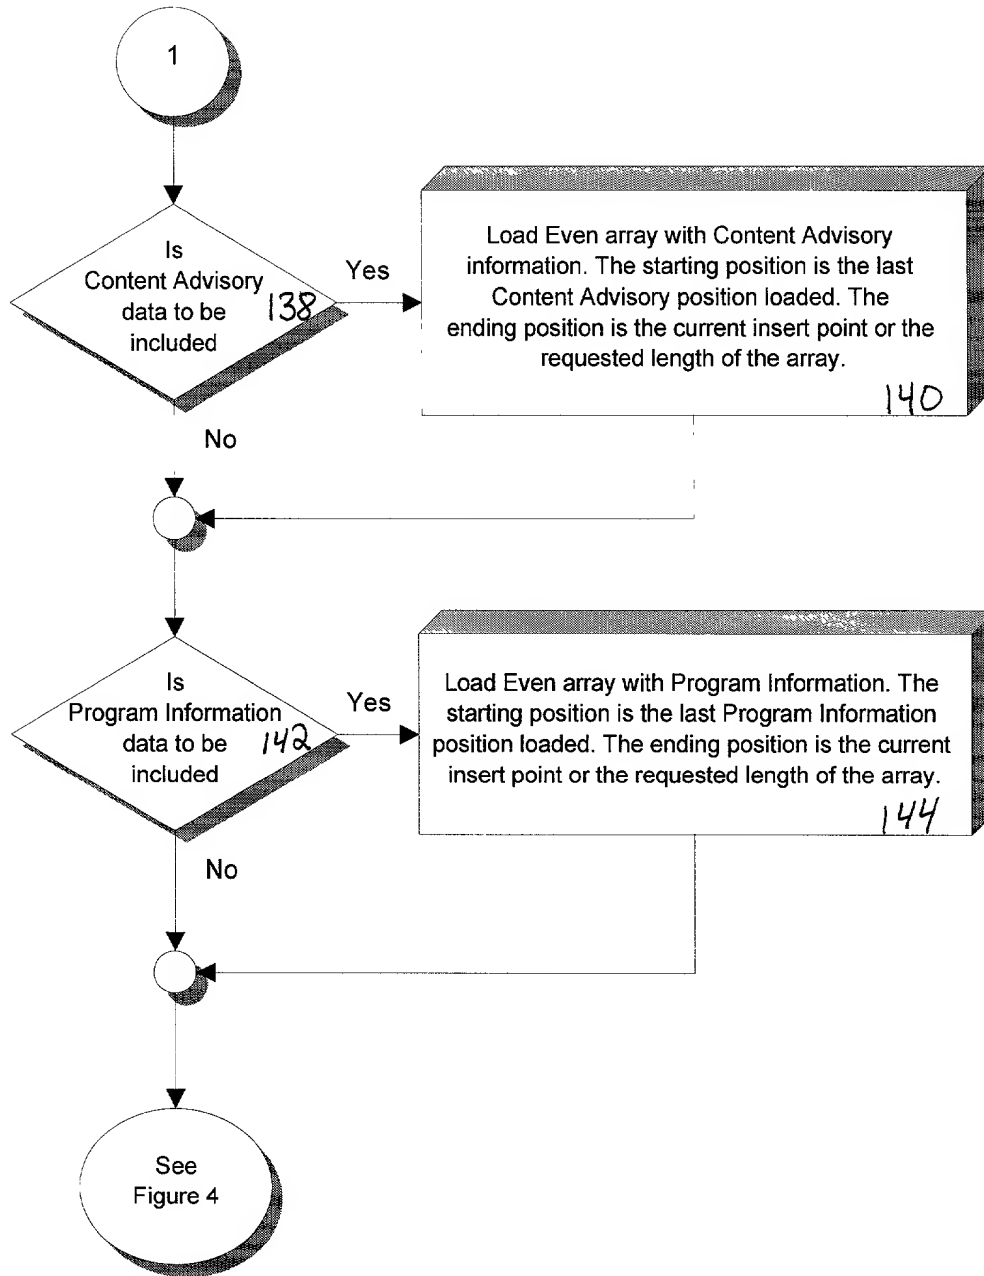 1
Is
Content Advisory
data to be
included
138
Yes
Load Even array with Content Advisory
information. The starting position is the last
Content Advisory position loaded. The
ending position is the current insert point or the
requested length of the array.
140
No
Is
Program Information
data to be
included
142
Yes
Load Even array with Program Information. The
starting position is the last Program Information
position loaded. The ending position is the current
insert point or the requested length of the array.
144
No
See
Figure 4